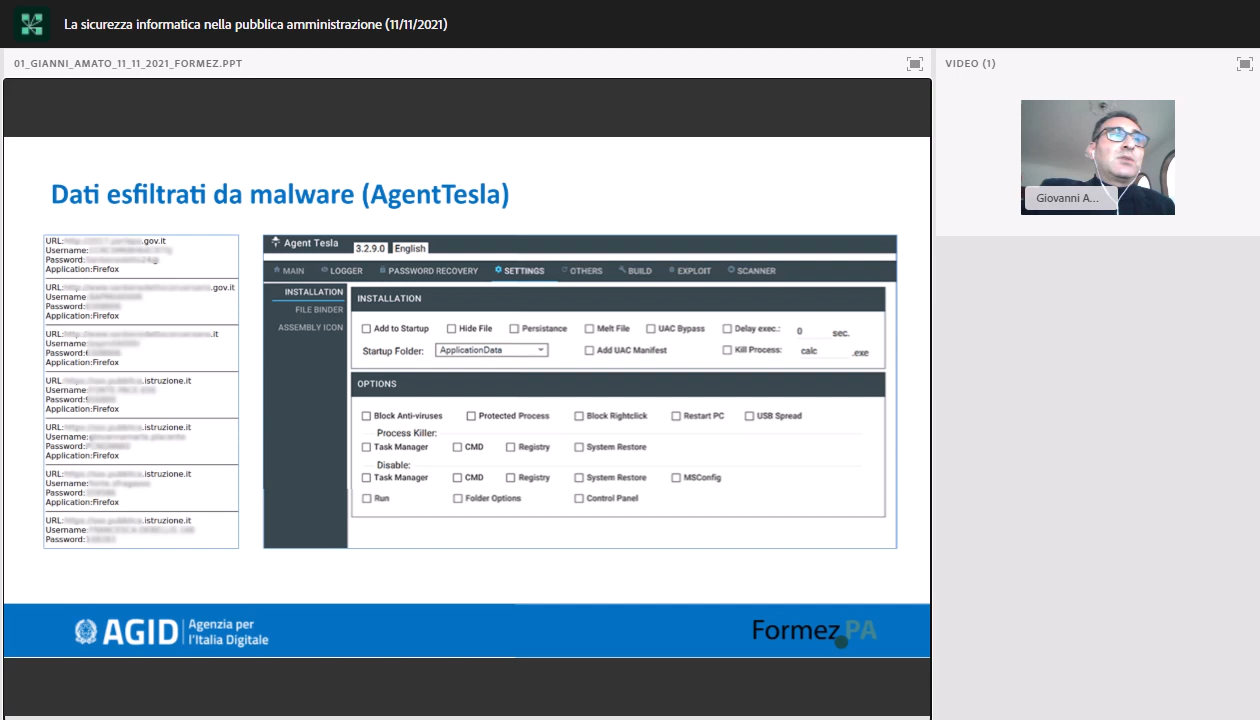 La sicurezza informatica nella pubblica amministrazione (11/11/2021)
01_GIANNI_AMATO_11_11_2021_FORMEZ.PPT
VIDEO (1)
Giovanni A...
Dati esfiltrati da malware (AgentTesla)
URL: .gov.it
Username:
Password:
Application:Firefox
URL: .gov.it
Username
Password:
Application:Firefox
URL: .it
Username:
Password:
Application:Firefox
URL: .istruzione.it
Username:
Password:
Application:Firefox
URL: .istruzione.it
Username:
Password:
Application:Firefox
URL: .istruzione.it
Username:
Password:
Application:Firefox
URL: .istruzione.it
Username:
Password:
Agent Tesla 3.2.9.0 English
MAIN LOGGER PASSWORD RECOVERY SETTINGS OTHERS BUILD EXPLOIT SCANNER
INSTALLATION
FILE BINDER
ASSEMBLY ICON
INSTALLATION
Add to Startup Hide File Persistance Melt File UAC Bypass Delay exec.: 0 sec.
Startup Folder: ApplicationData Add UAC Manifest Kill Process: calc .exe
OPTIONS
Block Anti-viruses Protected Process Block Rightclick Restart PC USB Spread
Process Killer:
Task Manager CMD Registry System Restore
Disable:
Task Manager CMD Registry System Restore MSConfig
Run Folder Options Control Panel
AGID Agenzia per
l'Italia Digitale
Formez PA